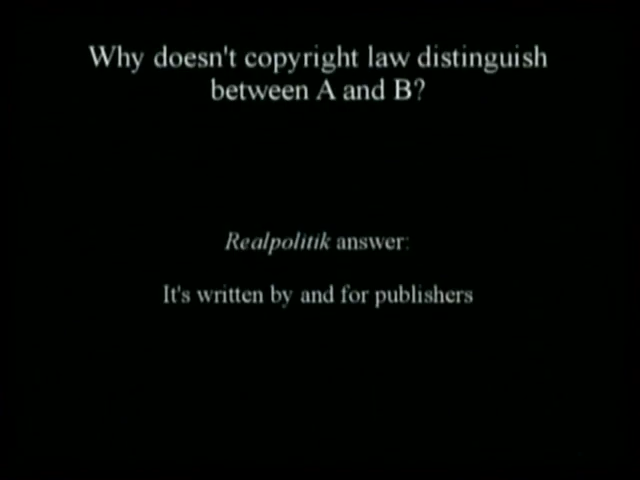 Why doesn't copyright law distinguish
between A and B?
Realpolitik answer:
It's written by and for publishers